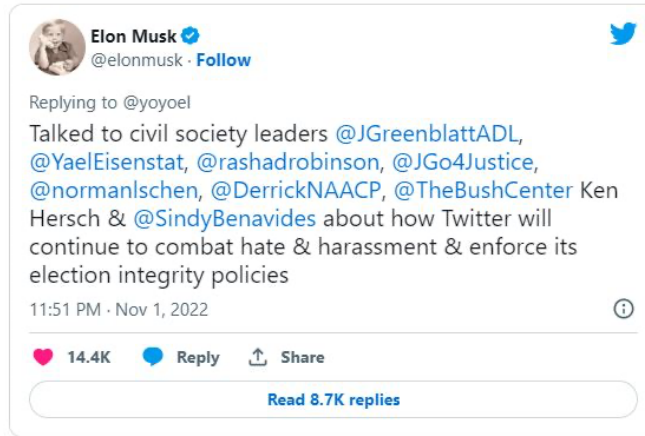 Elon Musk
@elonmusk · Follow
Replying to @yoyoel
Talked to civil society leaders @JGreenblattADL,
@YaelEisenstat, @rashadrobinson, @JGo4Justice,
@normanlschen, @DerrickNAACP, @TheBushCenter Ken
Hersch & @SindyBenavides about how Twitter will
continue to combat hate & harassment & enforce its
election integrity policies
11:51 PM · Nov 1, 2022
14.4K Reply Share
Read 8.7K replies